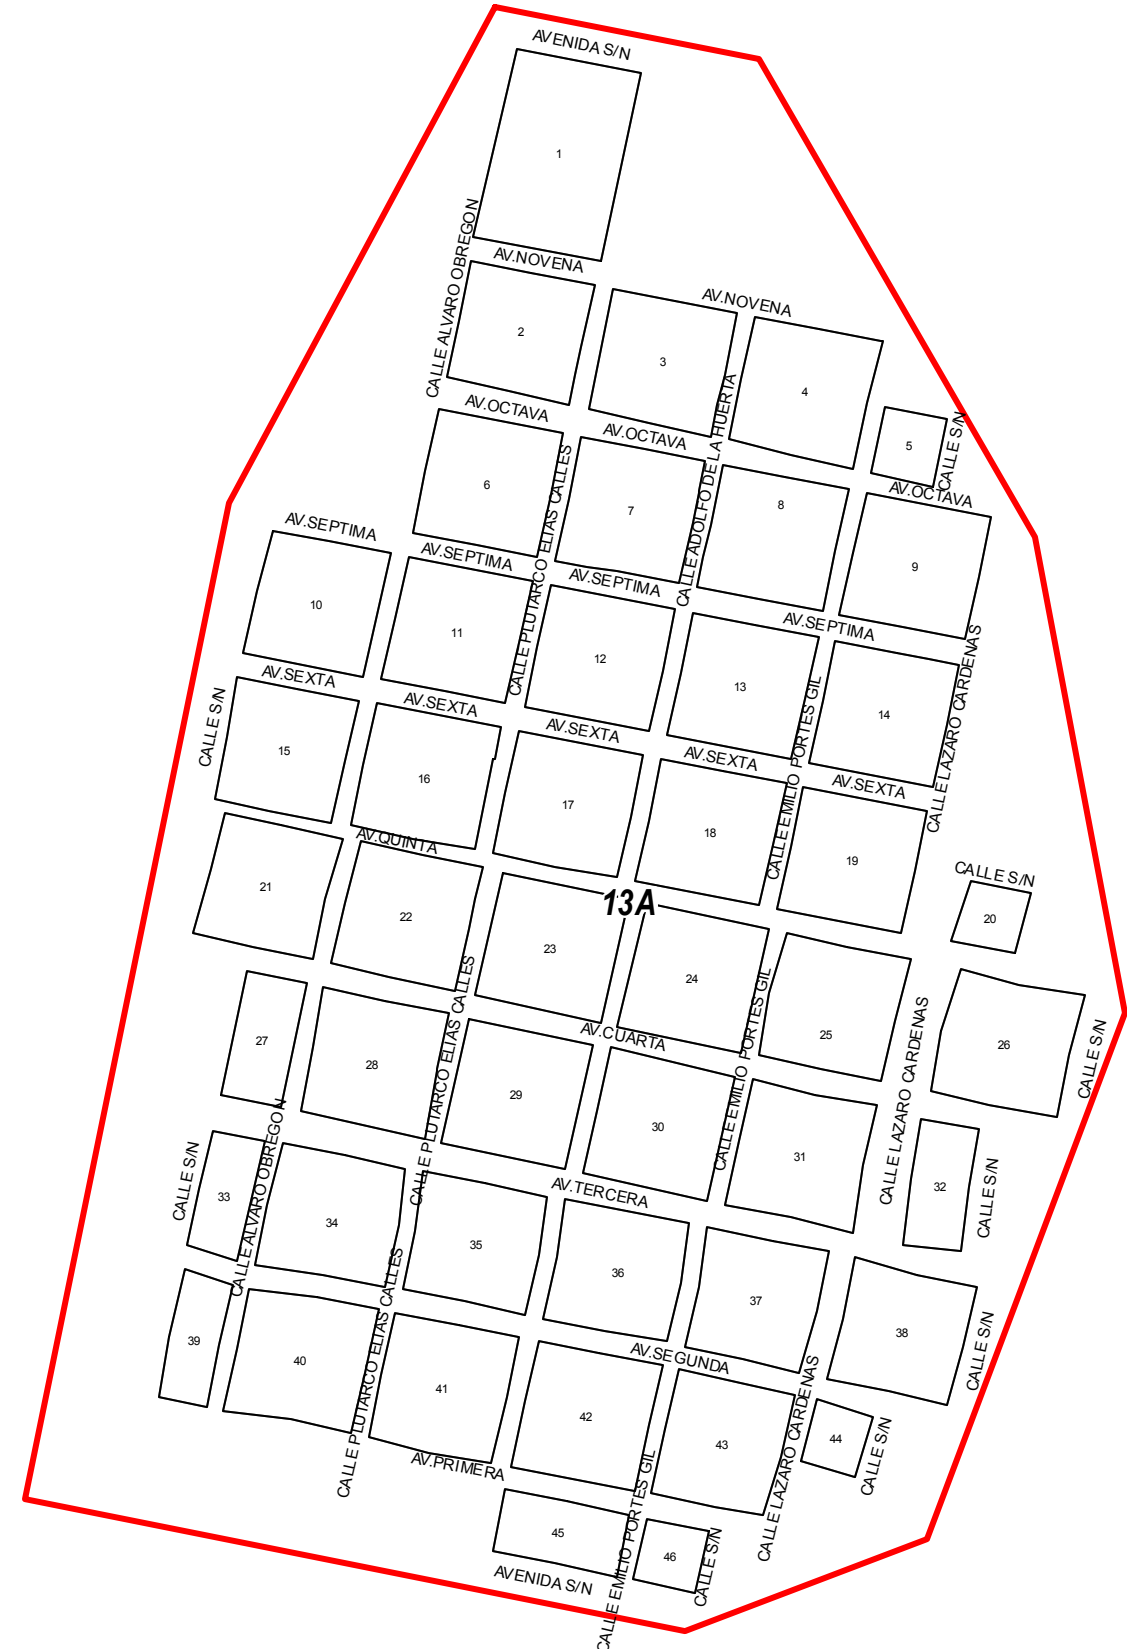 AVENIDA S/N
1
CALLE ALVARO OBREGON
AV.NOVENA
AV.NOVENA
2
3
4
CALLE ADOLFO DE LA HUERTA
AV.OCTAVA
AV.OCTAVA
5
CALLE S/N
AV.OCTAVA
6
CALLE PLUTARCO ELIAS CALLES
7
8
9
AV.SEPTIMA
AV.SEPTIMA
AV.SEPTIMA
AV.SEPTIMA
10
11
12
13
14
CALLE EMILIO PORTES GIL
CALLE LAZARO CARDENAS
AV.SEXTA
AV.SEXTA
AV.SEXTA
AV.SEXTA
AV.SEXTA
CALLE S/N
15
16
17
18
19
AV.QUINTA
CALLE S/N
20
21
22
13A
23
24
25
26
CALLE PLUTARCO ELIAS CALLES
CALLE EMILIO PORTES GIL
CALLE LAZARO CARDENAS
CALLE S/N
AV.CUARTA
27
28
29
30
31
32
CALLE ALVARO OBREGON
CALLE S/N
CALLE S/N
AV.TERCERA
33
34
35
36
37
38
CALLE PLUTARCO ELIAS CALLES
CALLE S/N
AV.SEGUNDA
CALLE LAZARO CARDENAS
39
40
41
42
43
44
CALLE S/N
AV.PRIMERA
CALLE EMILIO PORTES GIL
45
46
CALLE S/N
AVENIDA S/N